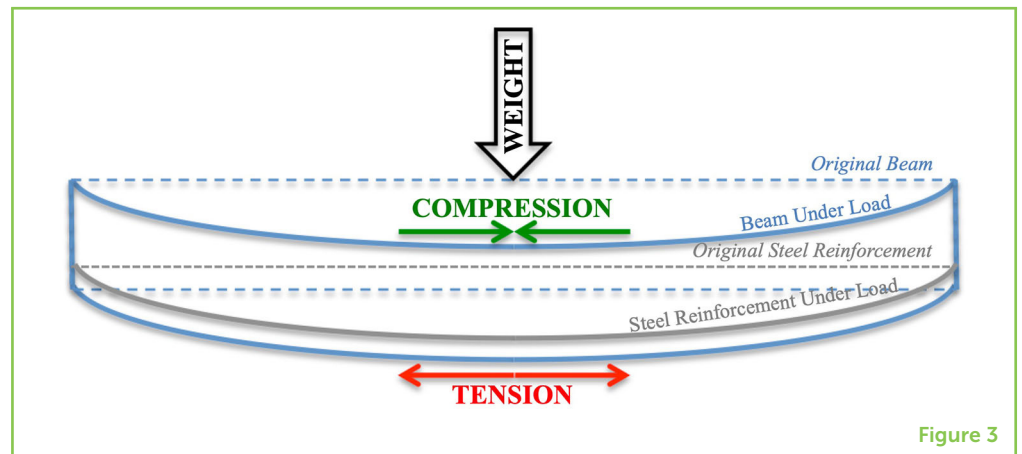 WEIGHT
Original Beam
COMPRESSION
Beam Under Load
Original Steel Reinforcement
Steel Reinforcement Under Load
TENSION
Figure 3